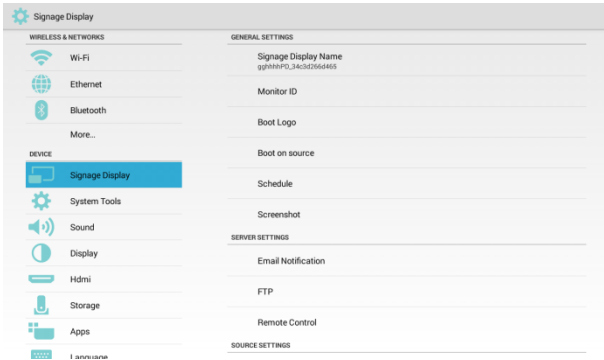 Signage Display
WIRELESS & NETWORKS
Wi-Fi
Ethernet
Bluetooth
More...
DEVICE
Signage Display
System Tools
Sound
Display
Hdmi
Storage
Apps
Language
GENERAL SETTINGS
Signage Display Name
gghhhhPD_34c3d266d465
Monitor ID
Boot Logo
Boot on source
Schedule
Screenshot
SERVER SETTINGS
Email Notification
FTP
Remote Control
SOURCE SETTINGS